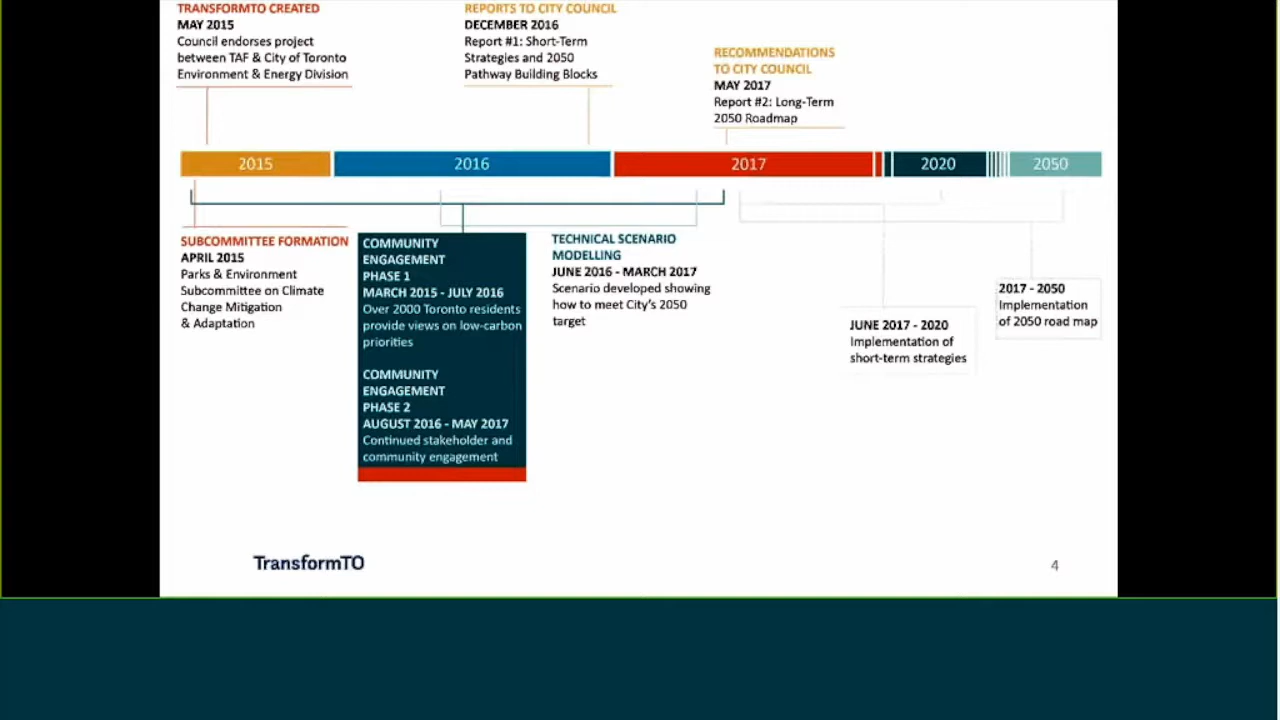 TRANSFORMTO CREATED
MAY 2015
Council endorses project
between TAF & City of Toronto
Environment & Energy Division
REPORTS TO CITY COUNCIL
DECEMBER 2016
Report #1: Short-Term
Strategies and 2050
Pathway Building Blocks
RECOMMENDATIONS
TO CITY COUNCIL
MAY 2017
Report #2: Long-Term
2050 Roadmap
2015 2016 2017 2020 2050
SUBCOMMITTEE FORMATION
APRIL 2015
Parks & Environment
Subcommittee on Climate
Change Mitigation
& Adaptation
COMMUNITY
ENGAGEMENT
PHASE 1
MARCH 2015 - JULY 2016
Over 2000 Toronto residents
provide views on low-carbon
priorities
COMMUNITY
ENGAGEMENT
PHASE 2
AUGUST 2016 - MAY 2017
Continued stakeholder and
community engagement
TECHNICAL SCENARIO
MODELLING
JUNE 2016 - MARCH 2017
Scenario developed showing
how to meet City's 2050
target
JUNE 2017 - 2020
Implementation of
short-term strategies
2017 - 2050
Implementation
of 2050 road map
TransformTO
4